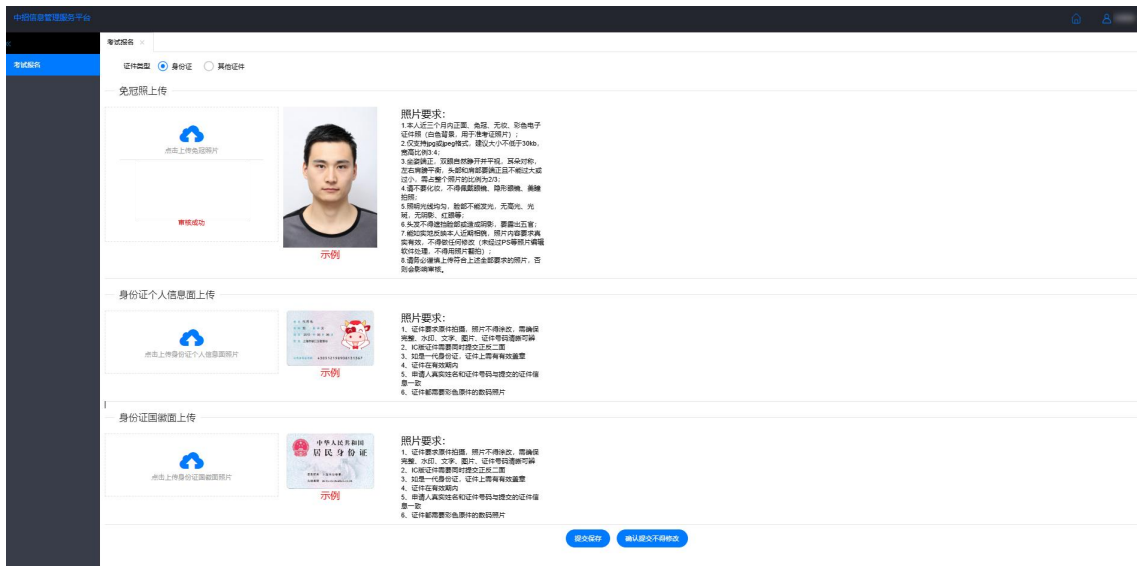 中招信息管理服务平台
考试报名 ×
考试报名
证件类型 身份证 其他证件
免冠照上传
点击上传免冠照片
审核成功
示例
照片要求：
1.本人近三个月内正面、免冠、无妆、彩色电子
证件照（白色背景，用于准考证照片）；
2.仅支持jpg或jpeg格式，建议大小不低于30kb，
宽高比例3:4；
3.坐姿端正，双眼自然睁开并平视，耳朵对称，
左右肩膀平衡，头部和肩部要端正且不能过大或
过小，需占整个照片的比例为2/3；
4.请不要化妆，不得佩戴眼镜、隐形眼镜、美瞳
拍照；
5.照明光线均匀，脸部不能发光，无高光、光
斑，无阴影、红眼等；
6.头发不得遮挡脸部或造成阴影，要露出五官；
7.能如实地反映本人近期相貌，照片内容要求真
实有效，不得做任何修改（未经过PS等照片编辑
软件处理，不得用照片翻拍）；
8.请务必谨慎上传符合上述全部要求的照片，否
则会影响审核。
身份证个人信息面上传
点击上传身份证个人信息面照片
示例
照片要求：
1、证件要求原件拍摄，照片不得涂改，需确保
完整、水印、文字、图片、证件号码清晰可辨
2、IC版证件需要同时提交正反二面
3、如是一代身份证，证件上需有有效盖章
4、证件在有效期内
5、申请人真实姓名和证件号码与提交的证件信
息一致
6、证件都需要彩色原件的数码照片
身份证国徽面上传
点击上传身份证国徽面照片
中华人民共和国
居民身份证
示例
照片要求：
1、证件要求原件拍摄，照片不得涂改，需确保
完整、水印、文字、图片、证件号码清晰可辨
2、IC版证件需要同时提交正反二面
3、如是一代身份证，证件上需有有效盖章
4、证件在有效期内
5、申请人真实姓名和证件号码与提交的证件信
息一致
6、证件都需要彩色原件的数码照片
提交保存 确认提交不得修改